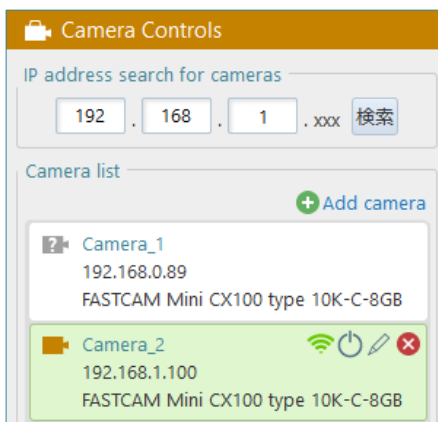 Camera Controls
IP address search for cameras
192 . 168 . 1 . xxx 検索
Camera list
Add camera
? Camera_1
192.168.0.89
FASTCAM Mini CX100 type 10K-C-8GB
Camera_2
192.168.1.100
FASTCAM Mini CX100 type 10K-C-8GB